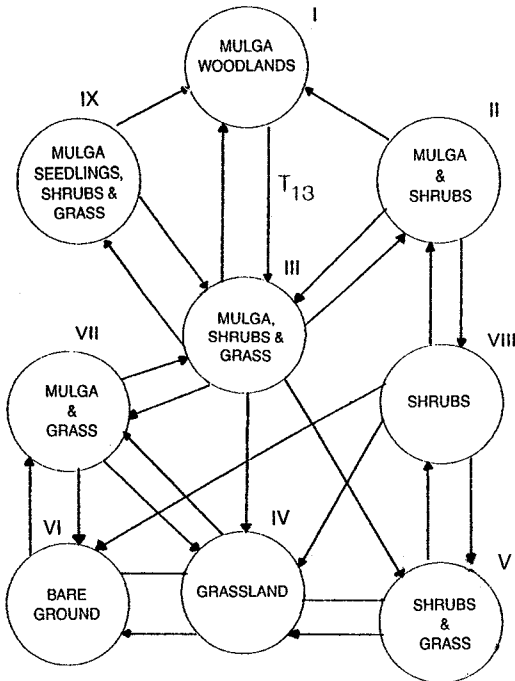 I
MULGA
WOODLANDS
IX
MULGA
SEEDLINGS,
SHRUBS &
GRASS
II
MULGA
&
SHRUBS
T13
III
MULGA,
SHRUBS &
GRASS
VII
MULGA
&
GRASS
VIII
SHRUBS
VI
BARE
GROUND
IV
GRASSLAND
V
SHRUBS
& GRASS